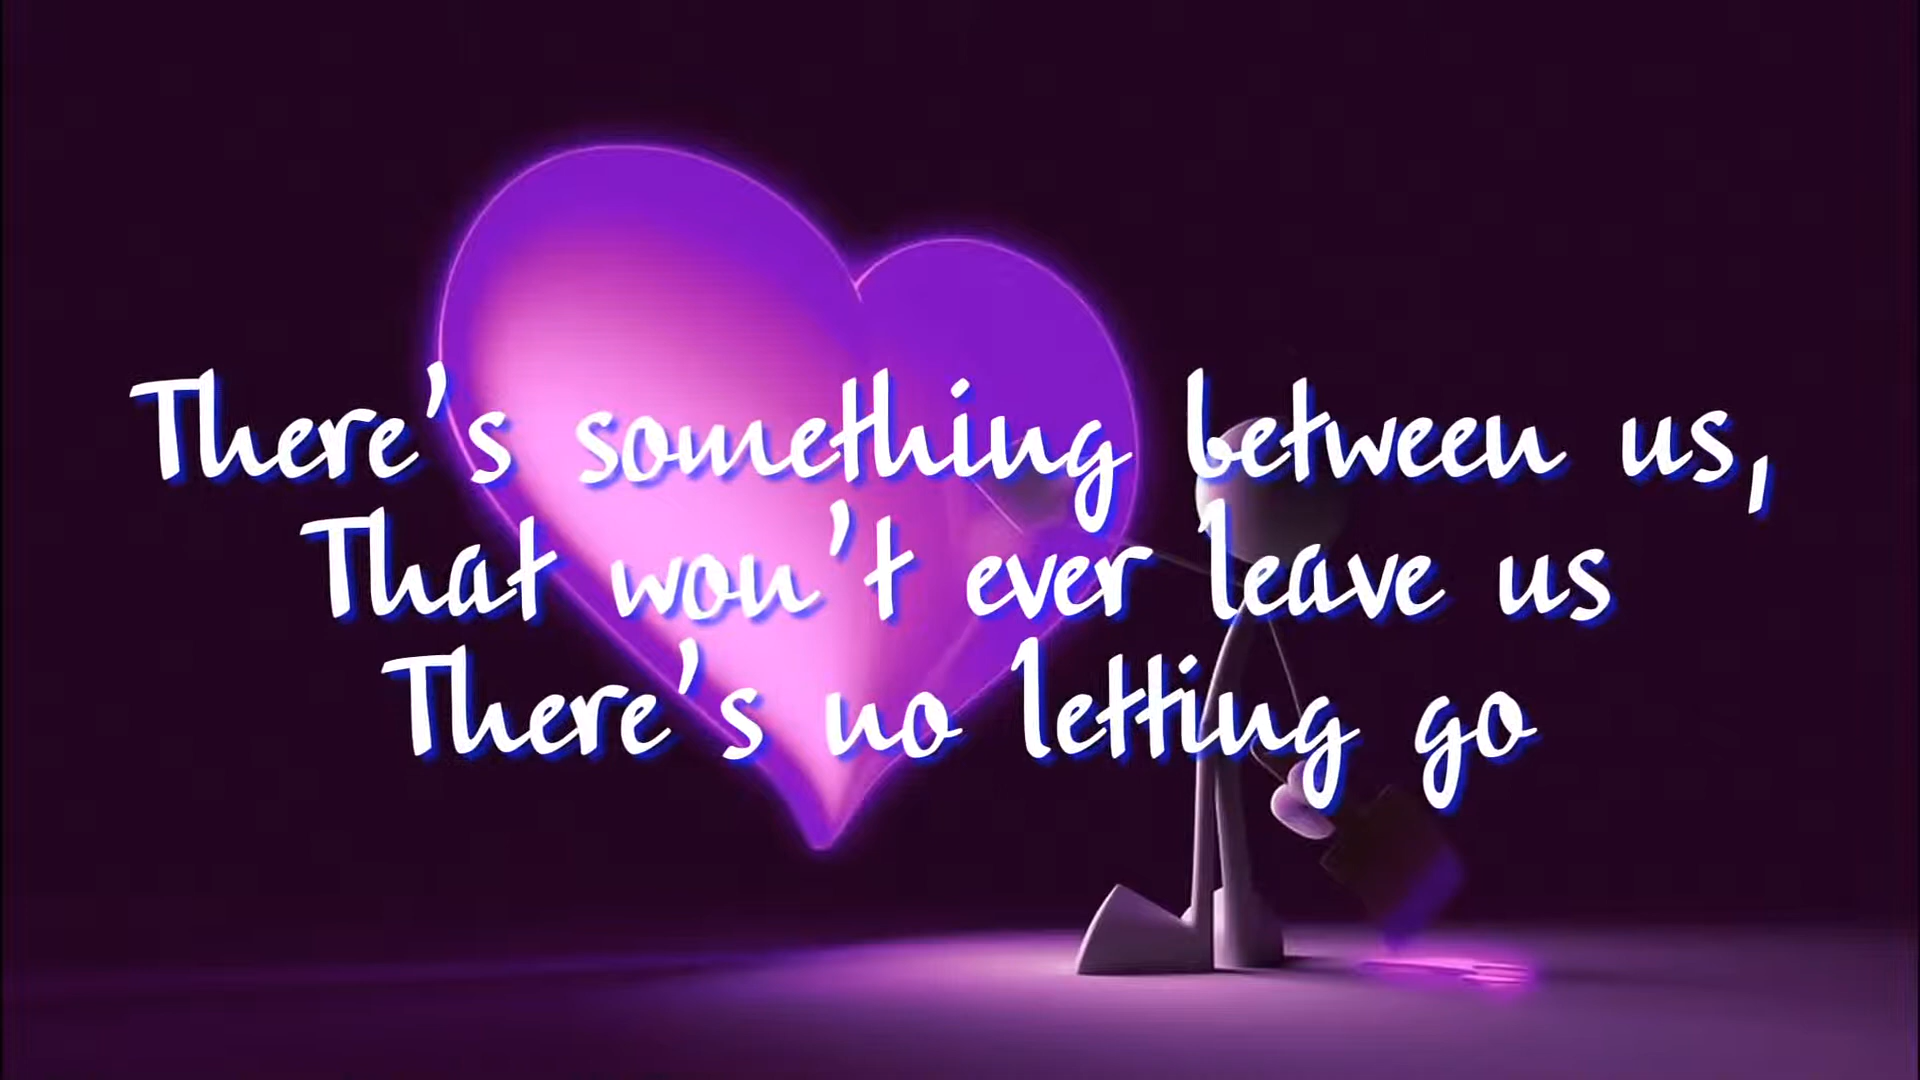 There's something between us,
That won't ever leave us
There's no letting go